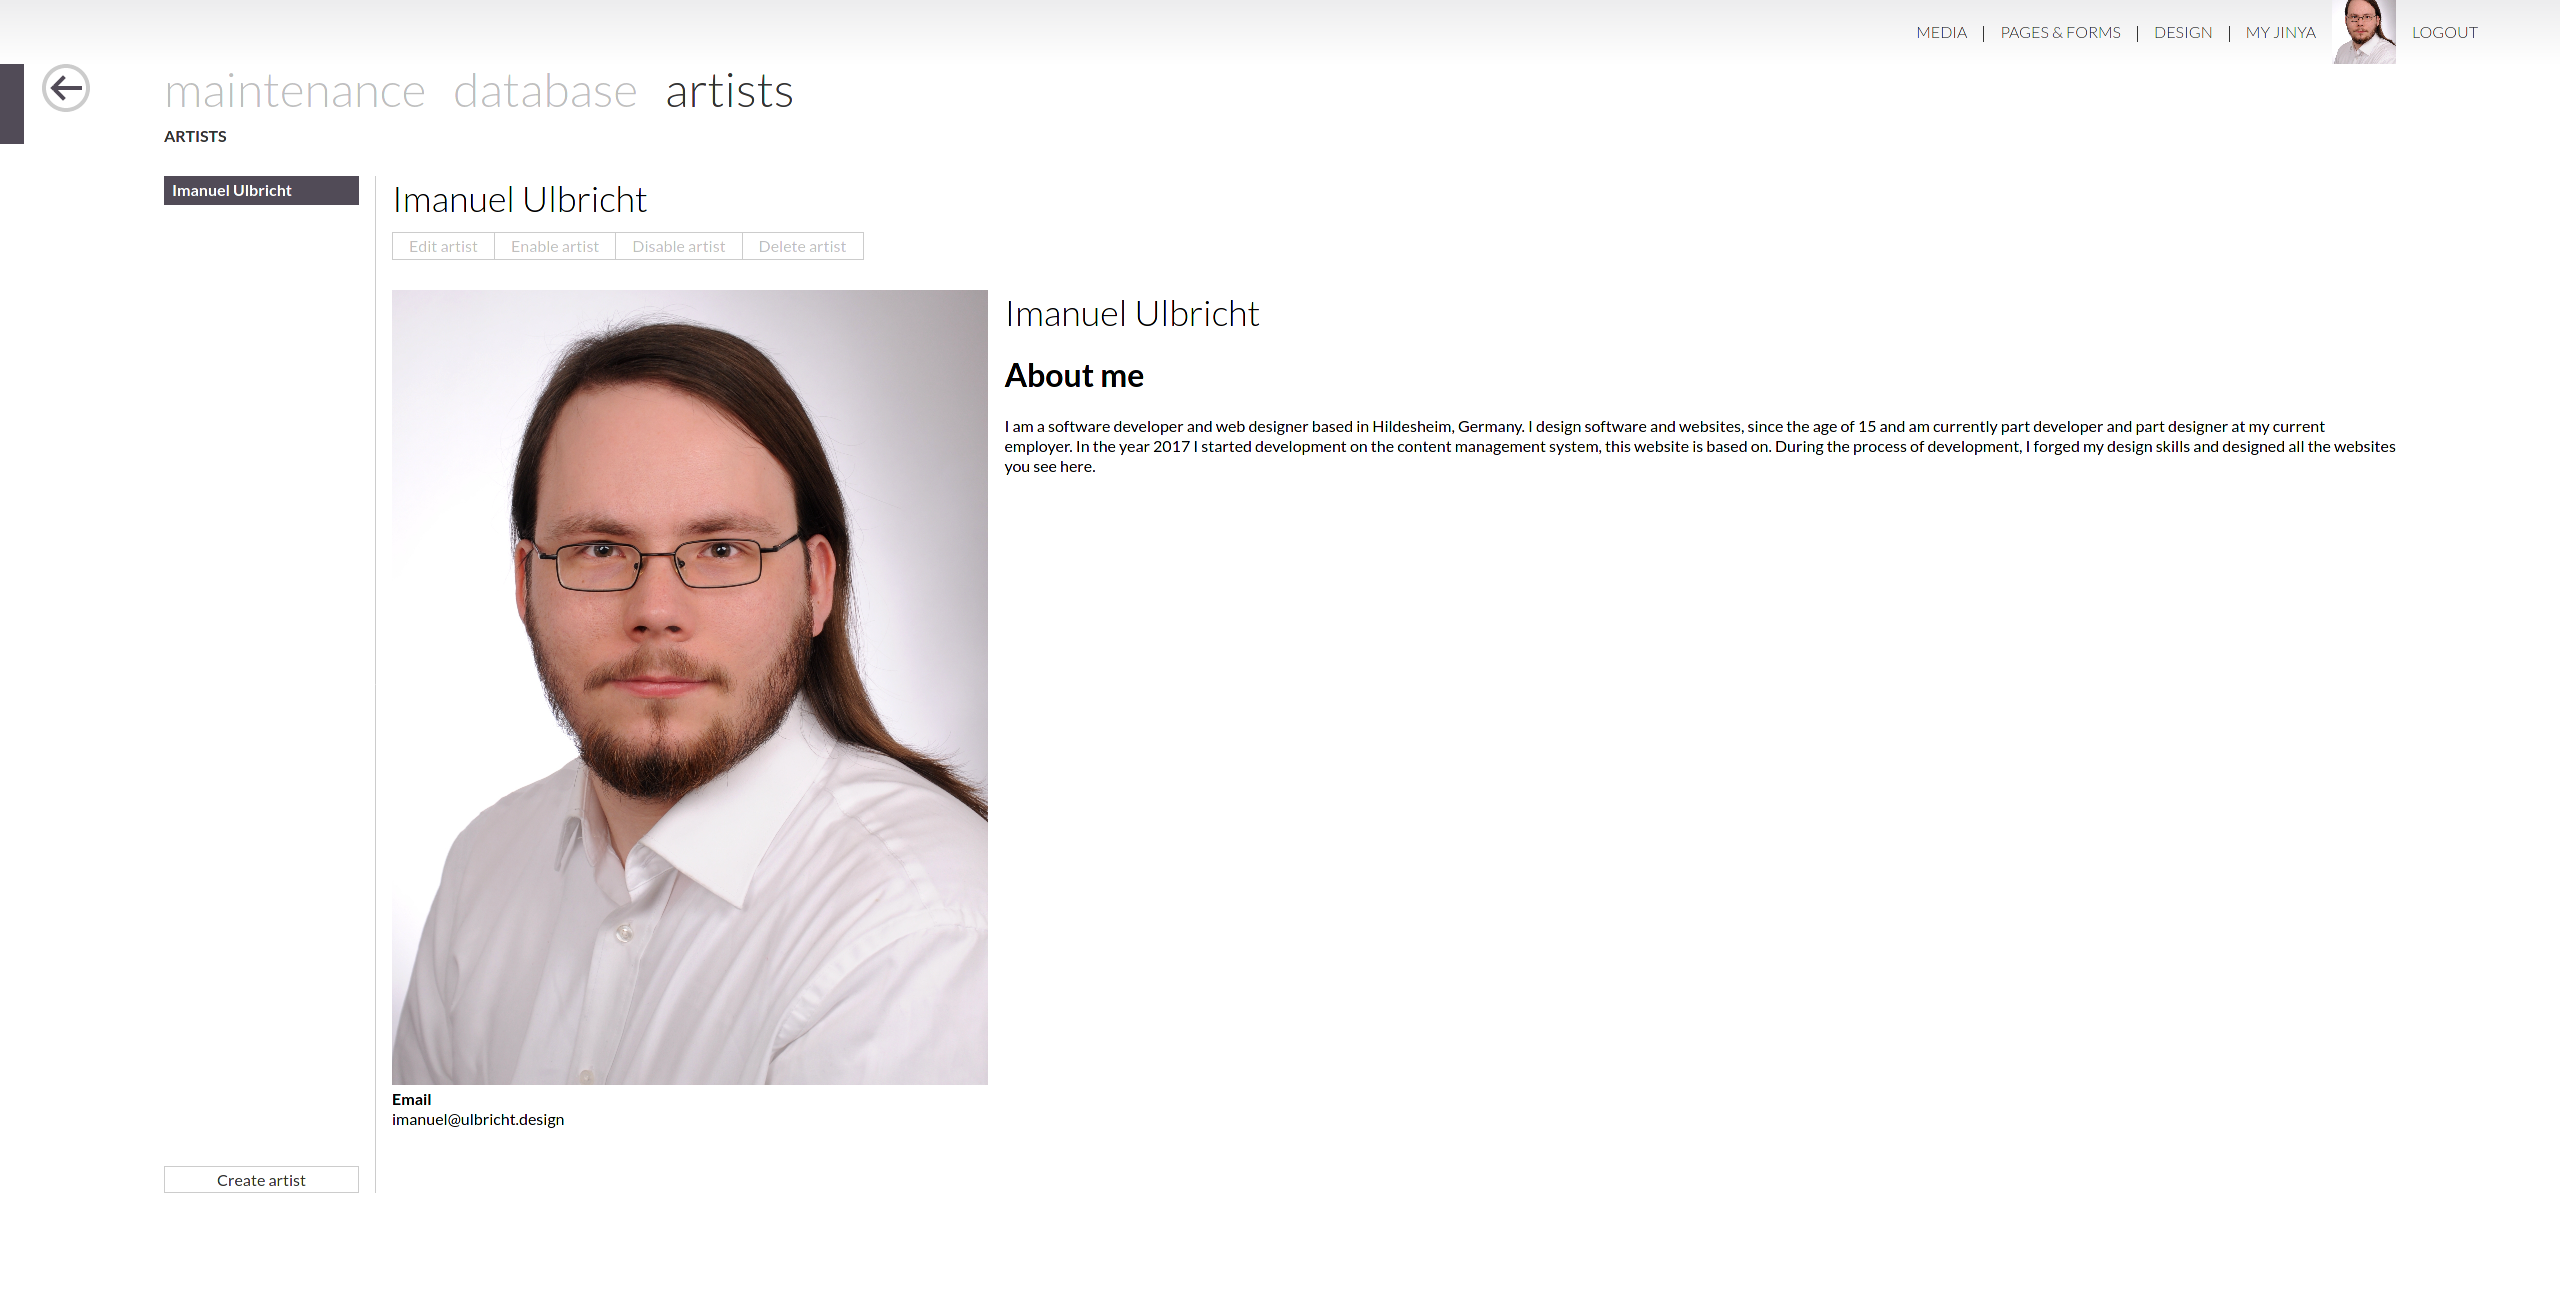 MEDIA | PAGES & FORMS | DESIGN | MY JINYA LOGOUT
maintenance database artists
ARTISTS
Imanuel Ulbricht
Imanuel Ulbricht
Edit artist Enable artist Disable artist Delete artist
Imanuel Ulbricht
About me
I am a software developer and web designer based in Hildesheim, Germany. I design software and websites, since the age of 15 and am currently part developer and part designer at my current
employer. In the year 2017 I started development on the content management system, this website is based on. During the process of development, I forged my design skills and designed all the websites
you see here.
Email
imanuel@ulbricht.design
Create artist